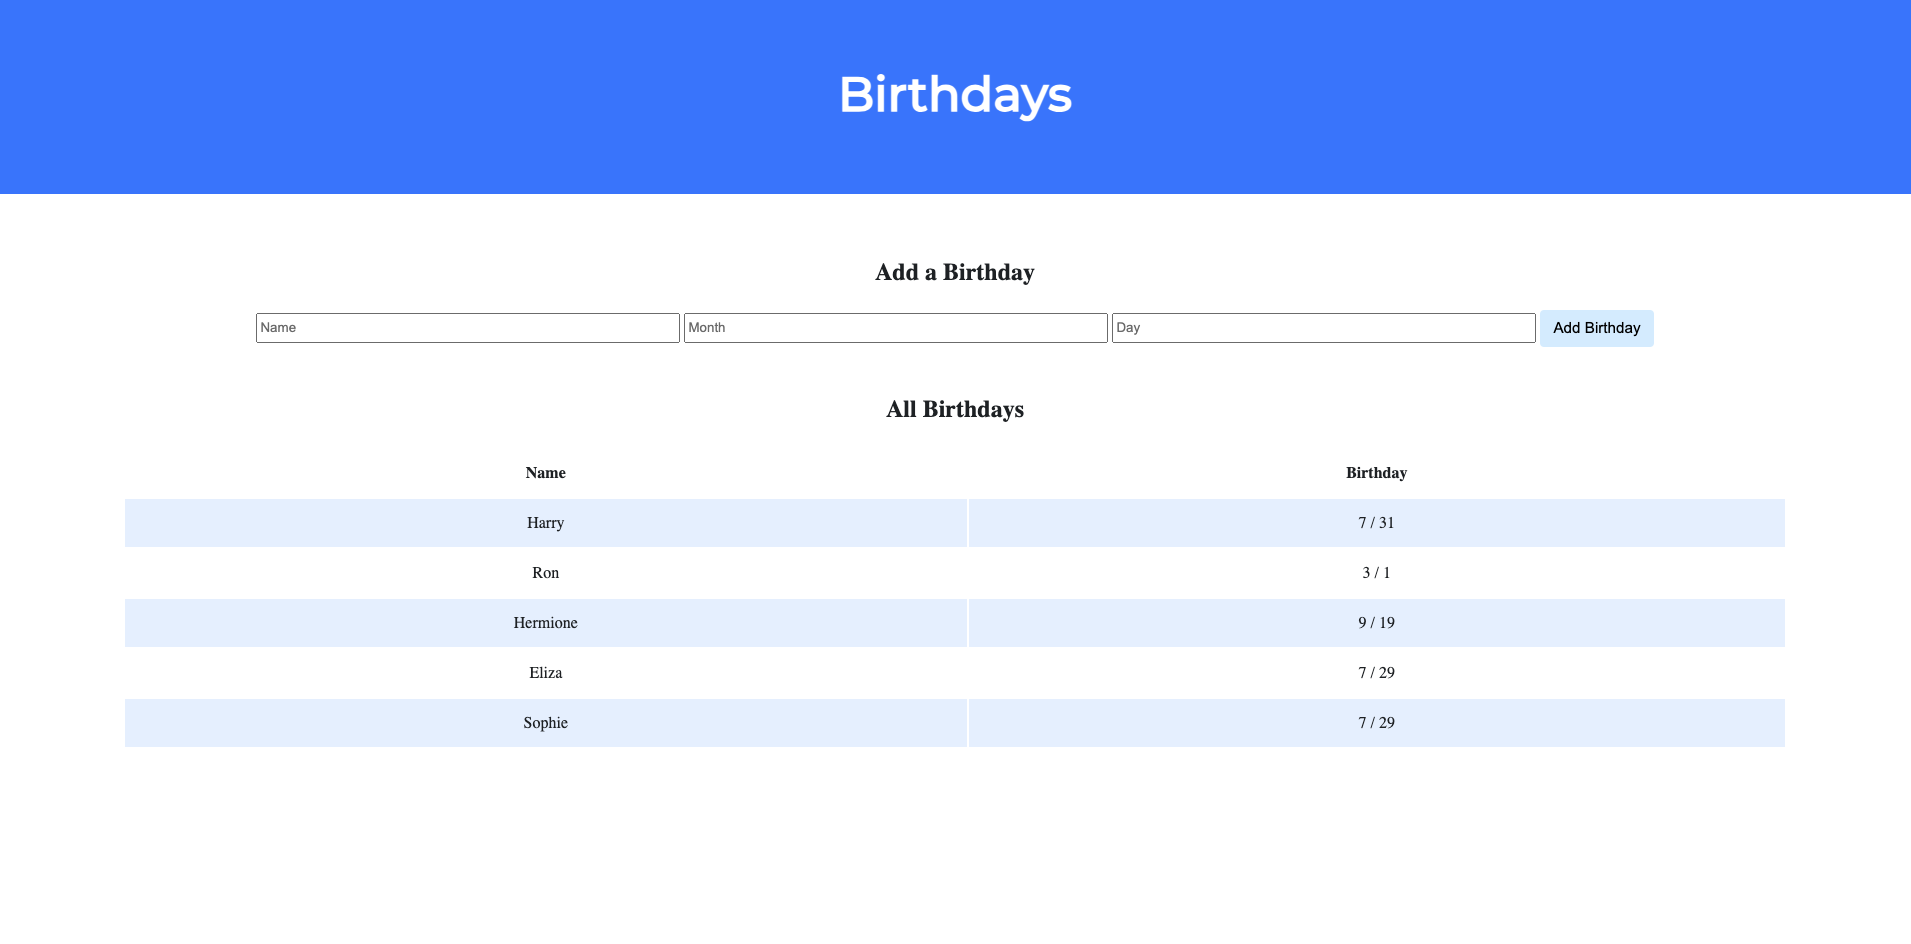 Birthdays
Add a Birthday
Name Month Day Add Birthday
All Birthdays
Name Birthday
Harry 7 / 31
Ron 3 / 1
Hermione 9 / 19
Eliza 7 / 29
Sophie 7 / 29